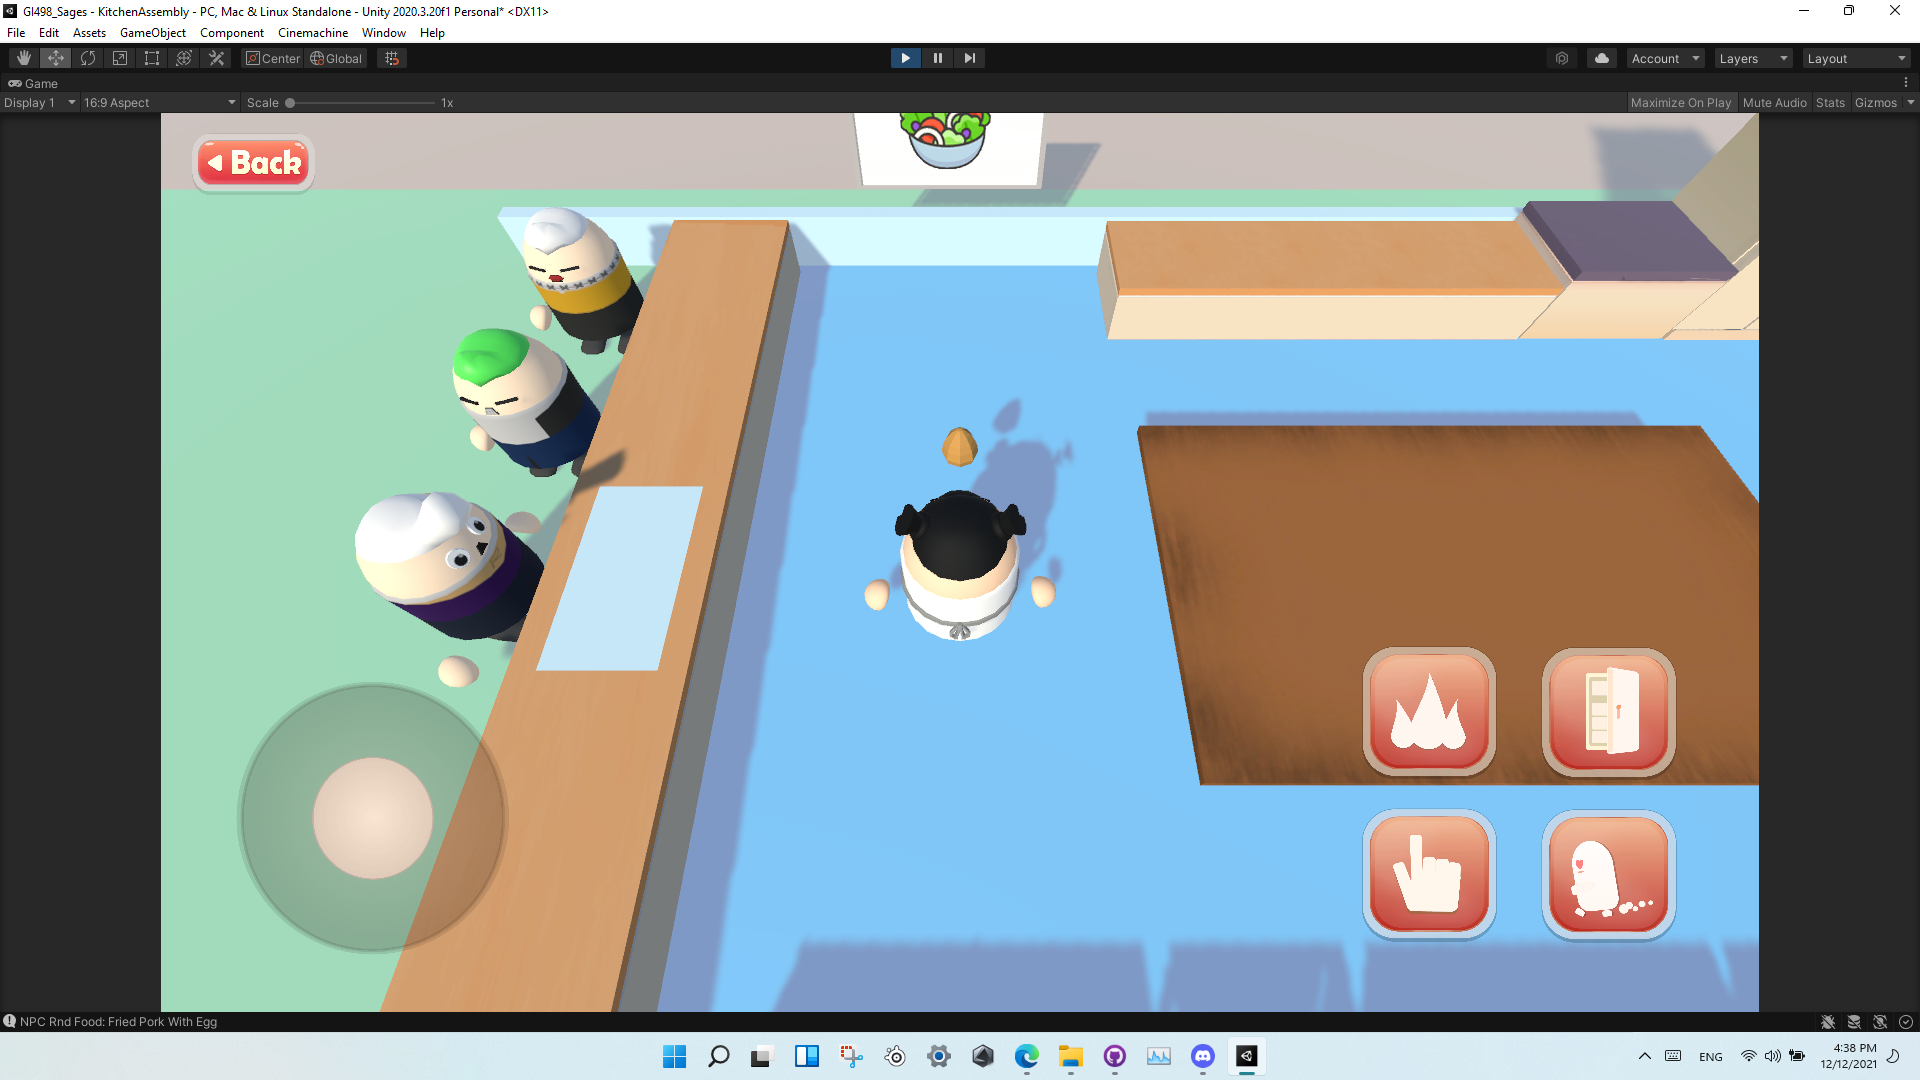 GI498_Sages - KitchenAssembly - PC, Mac & Linux Standalone - Unity 2020.3.20f1 Personal* <DX11>
File Edit Assets GameObject Component Cinemachine Window Help
Center Global Account Layers Layout
Game
Display 1 16:9 Aspect Scale 1x Maximize On Play Mute Audio Stats Gizmos
Back
NPC Rnd Food: Fried Pork With Egg
ENG
4:38 PM
12/12/2021